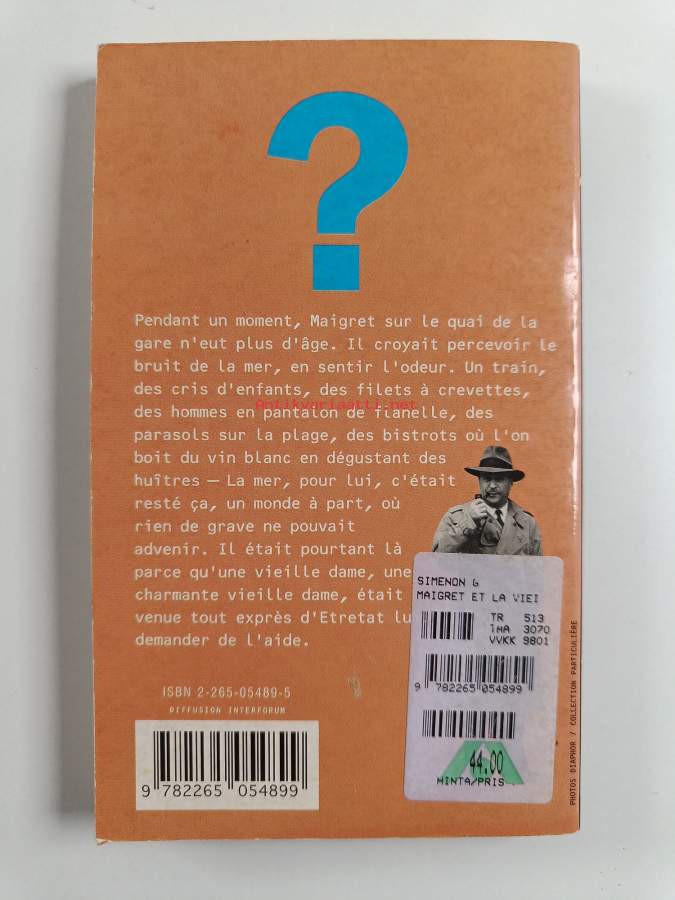 ?
Pendant un moment, Maigret sur le quai de la
gare n'eut plus d'âge. Il croyait percevoir le
bruit de la mer, en sentir l'odeur. Un train,
des cris d'enfants, des filets à crevettes,
Antikvariaatti.net
des hommes en pantalon de flanelle, des
parasols sur la plage, des bistrots où l'on
boit du vin blanc en dégustant des
huîtres — La mer, pour lui, c'était
resté ça, un monde à part, où
rien de grave ne pouvait
advenir. Il était pourtant là
parce qu'une vieille dame, une
charmante vieille dame, était
venue tout exprès d'Etretat lu
demander de l'aide.
ISBN 2-265-05489-5
DIFFUSION INTERFORUM
9 782265 054899
SIMENON G
MAIGRET ET LA VIEI
TR 513
1HA 3070
VVKK 9801
9 782265 054899
44.00
HINTA/PRIS
PHOTOS DIAPHOR / COLLECTION PARTICULIÈRE